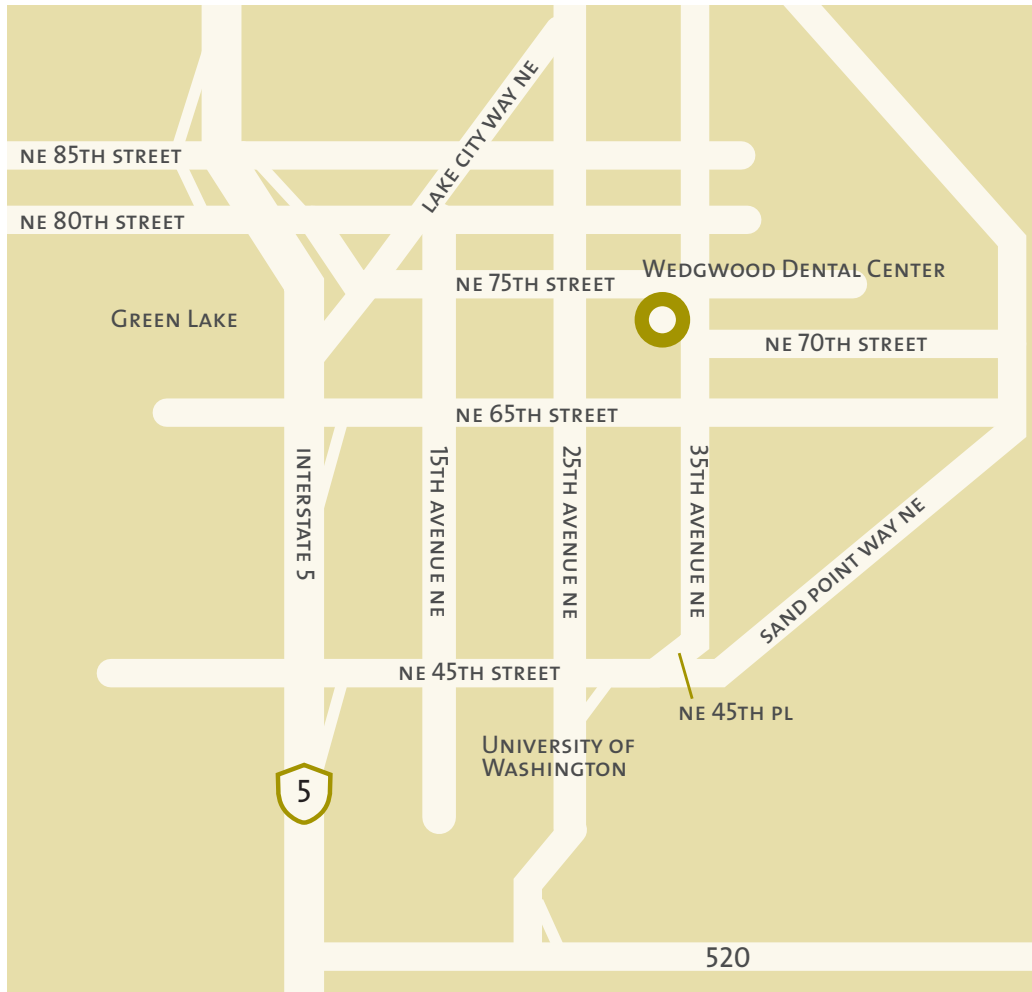 LAKE CITY WAY NE
NE 85TH STREET
NE 80TH STREET
WEDGWOOD DENTAL CENTER
NE 75TH STREET
GREEN LAKE
NE 70TH STREET
NE 65TH STREET
INTERSTATE 5
15TH AVENUE NE
25TH AVENUE NE
35TH AVENUE NE
SAND POINT WAY NE
NE 45TH STREET
NE 45TH PL
UNIVERSITY OF
WASHINGTON
5
520